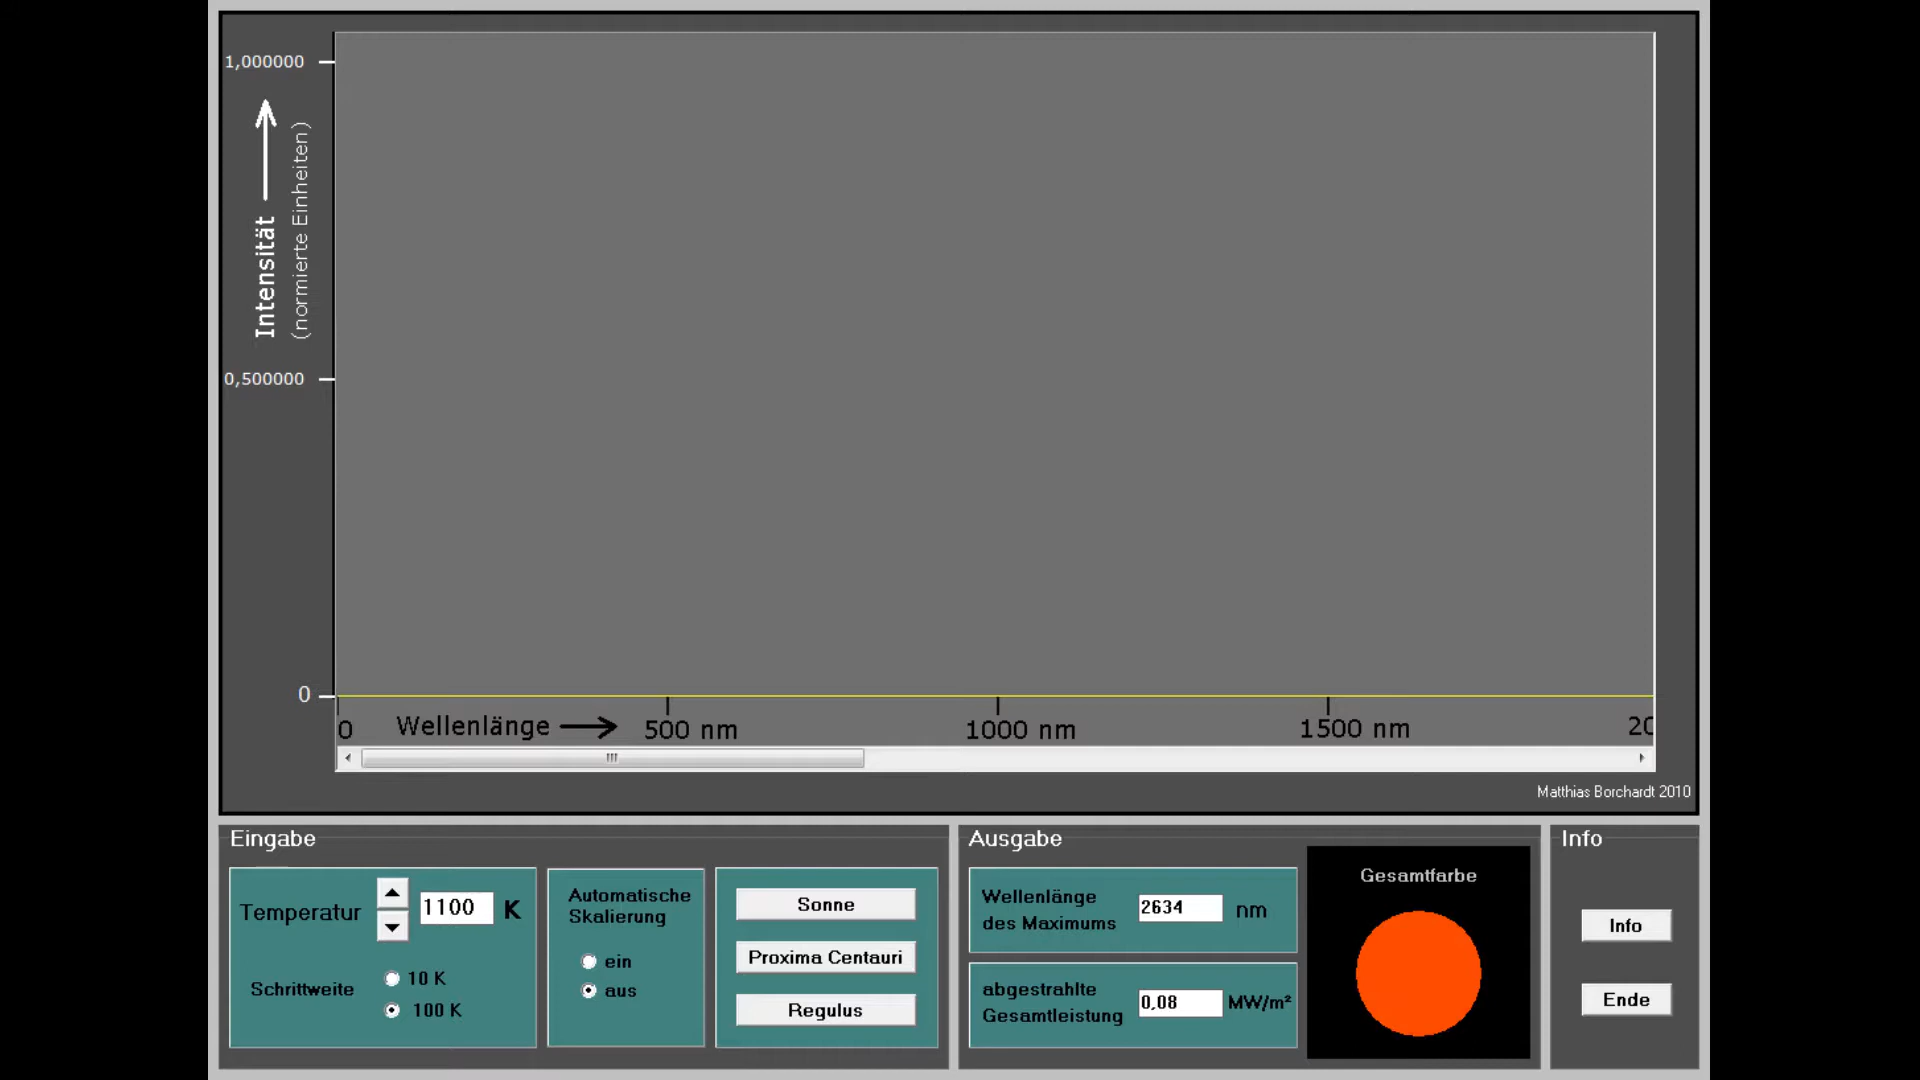 1,000000
Intensität
(normierte Einheiten)
0,500000
0
0 Wellenlänge 500 nm 1000 nm 1500 nm 20
Matthias Borchardt 2010
Eingabe
Temperatur 1100 K
Schrittweite
10 K
100 K
Automatische
Skalierung
ein
aus
Sonne
Proxima Centauri
Regulus
Ausgabe
Wellenlänge
des Maximums 2634 nm
abgestrahlte
Gesamtleistung 0,08 MW/m²
Gesamtfarbe
Info
Info
Ende